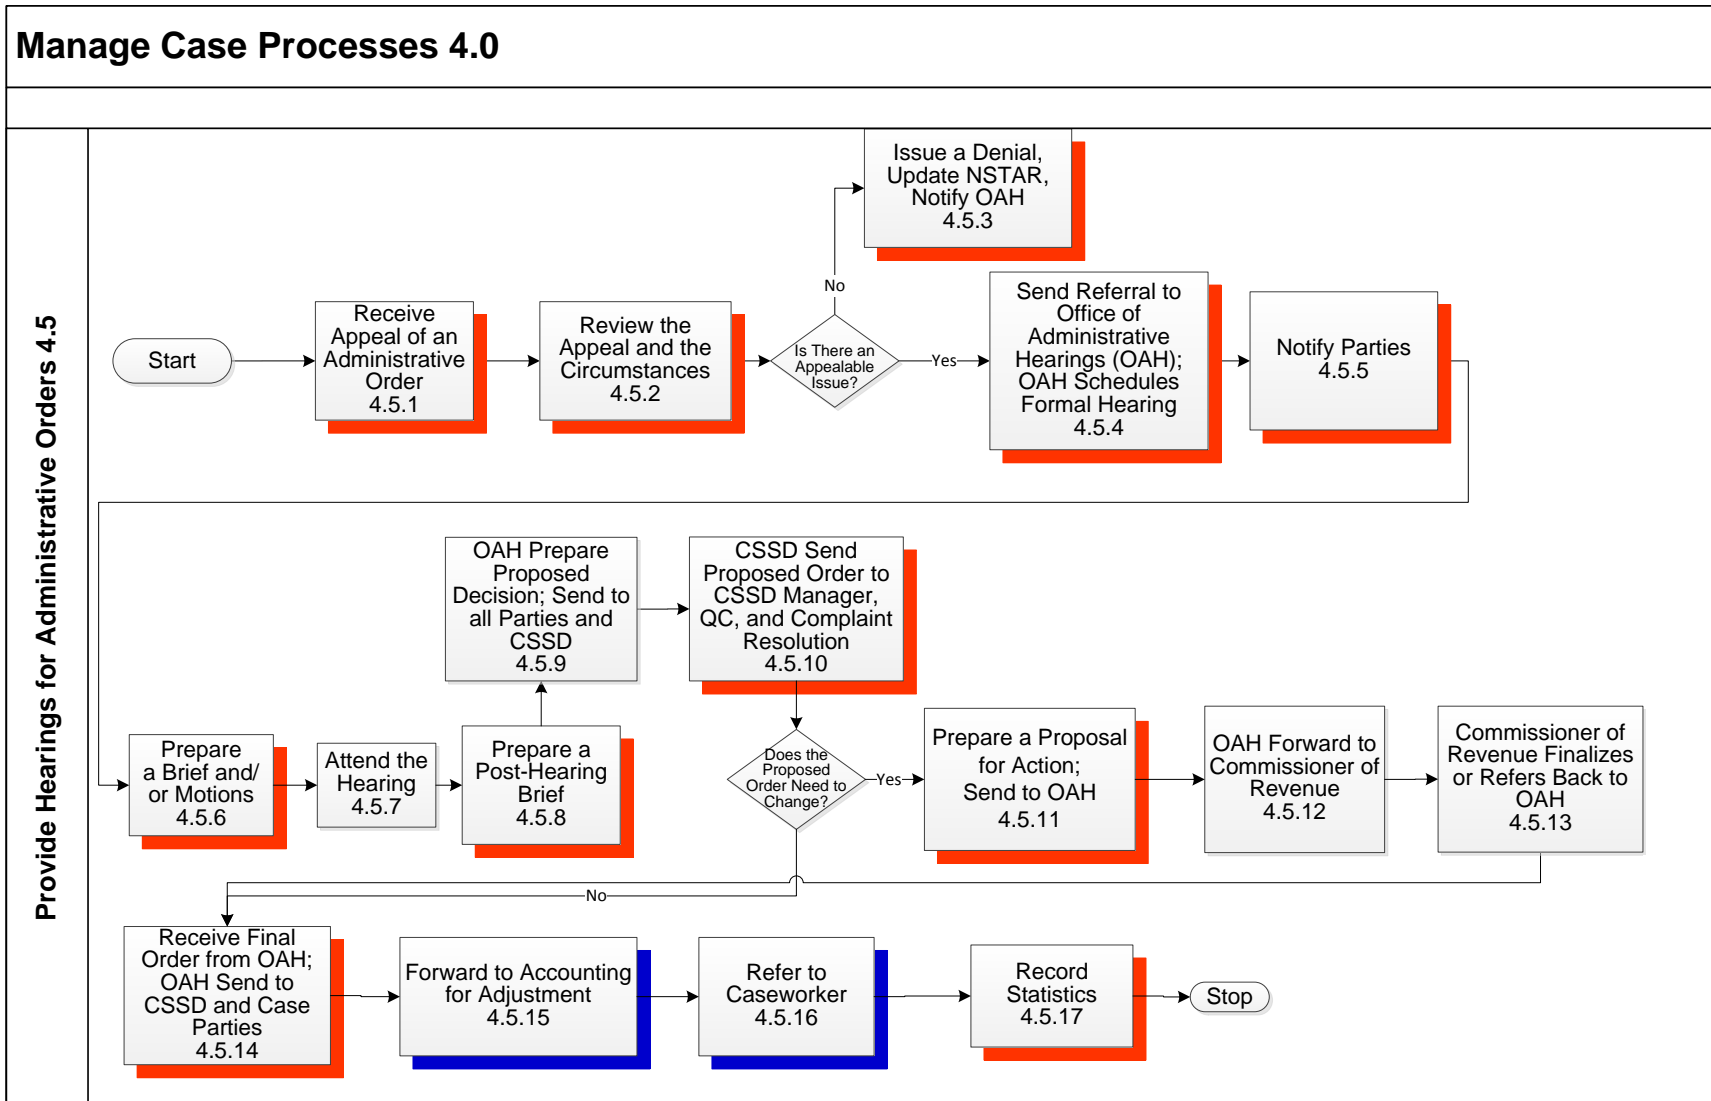 Manage Case Processes 4.0
Provide Hearings for Administrative Orders 4.5
Start
Receive
Appeal of an
Administrative
Order
4.5.1
Review the
Appeal and the
Circumstances
4.5.2
Is There an
Appealable
Issue?
No
Issue a Denial,
Update NSTAR,
Notify OAH
4.5.3
Yes
Send Referral to
Office of
Administrative
Hearings (OAH);
OAH Schedules
Formal Hearing
4.5.4
Notify Parties
4.5.5
Prepare
a Brief and/
or Motions
4.5.6
Attend the
Hearing
4.5.7
Prepare a
Post-Hearing
Brief
4.5.8
OAH Prepare
Proposed
Decision; Send to
all Parties and
CSSD
4.5.9
CSSD Send
Proposed Order to
CSSD Manager,
QC, and Complaint
Resolution
4.5.10
Does the
Proposed
Order Need to
Change?
Yes
Prepare a Proposal
for Action;
Send to OAH
4.5.11
OAH Forward to
Commissioner of
Revenue
4.5.12
Commissioner of
Revenue Finalizes
or Refers Back to
OAH
4.5.13
No
Receive Final
Order from OAH;
OAH Send to
CSSD and Case
Parties
4.5.14
Forward to Accounting
for Adjustment
4.5.15
Refer to
Caseworker
4.5.16
Record
Statistics
4.5.17
Stop